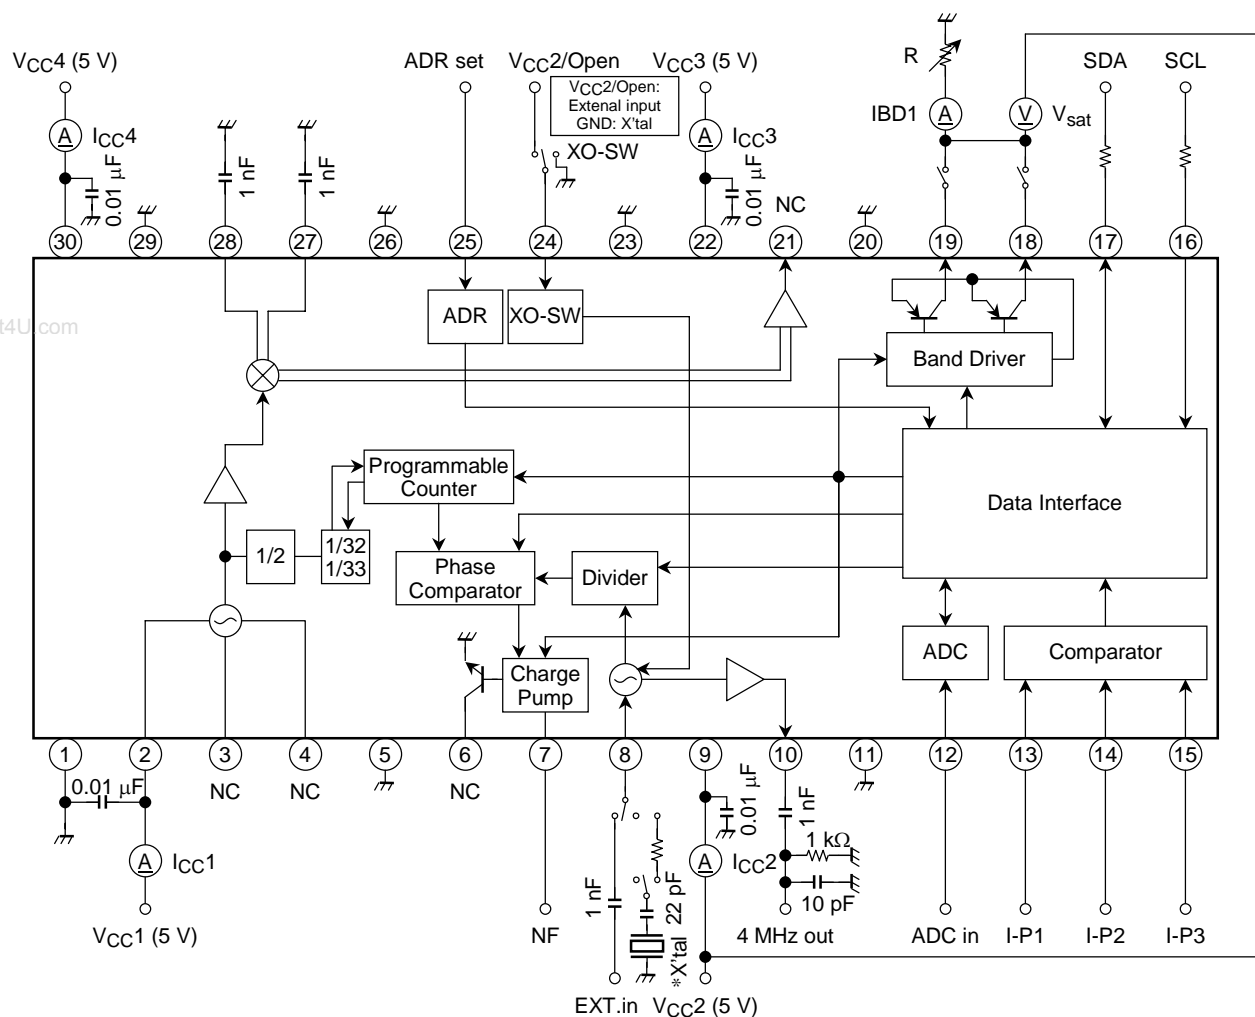 VCC4 (5 V)
ADR set
VCC2/Open
VCC3 (5 V)
R
SDA
SCL
VCC2/Open:
Extenal input
GND: X'tal
A
ICC4
A
ICC3
IBD1
A
V
Vsat
XO-SW
0.01 μF
1 nF
1 nF
0.01 μF
NC
30
29
28
27
26
25
24
23
22
21
20
19
18
17
16
t4U.com
ADR
XO-SW
Band Driver
Programmable
Counter
Data Interface
1/2
1/32
1/33
Phase
Comparator
Divider
ADC
Comparator
Charge
Pump
1
2
3
4
5
6
7
8
9
10
11
12
13
14
15
0.01 μF
NC
NC
NC
0.01 μF
1 nF
1 kΩ
A
ICC1
1 nF
22 pF
A
ICC2
10 pF
VCC1 (5 V)
NF
*X'tal
4 MHz out
ADC in
I-P1
I-P2
I-P3
EXT.in
VCC2 (5 V)